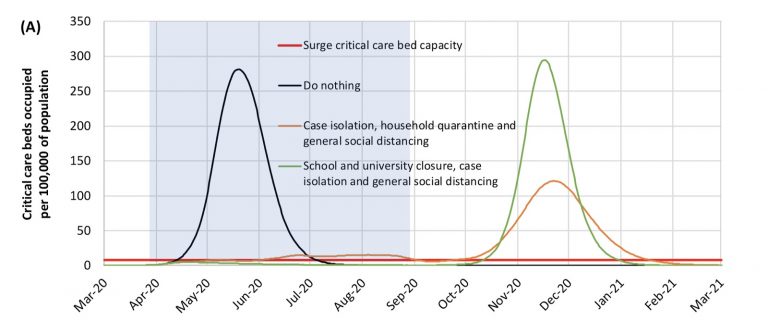 (A)
Critical care beds occupied
per 100,000 of population
350
300
250
200
150
100
50
0
Surge critical care bed capacity
Do nothing
Case isolation, household quarantine and
general social distancing
School and university closure, case
isolation and general social distancing
Mar-20
Apr-20
May-20
Jun-20
Jul-20
Aug-20
Sep-20
Oct-20
Nov-20
Dec-20
Jan-21
Feb-21
Mar-21